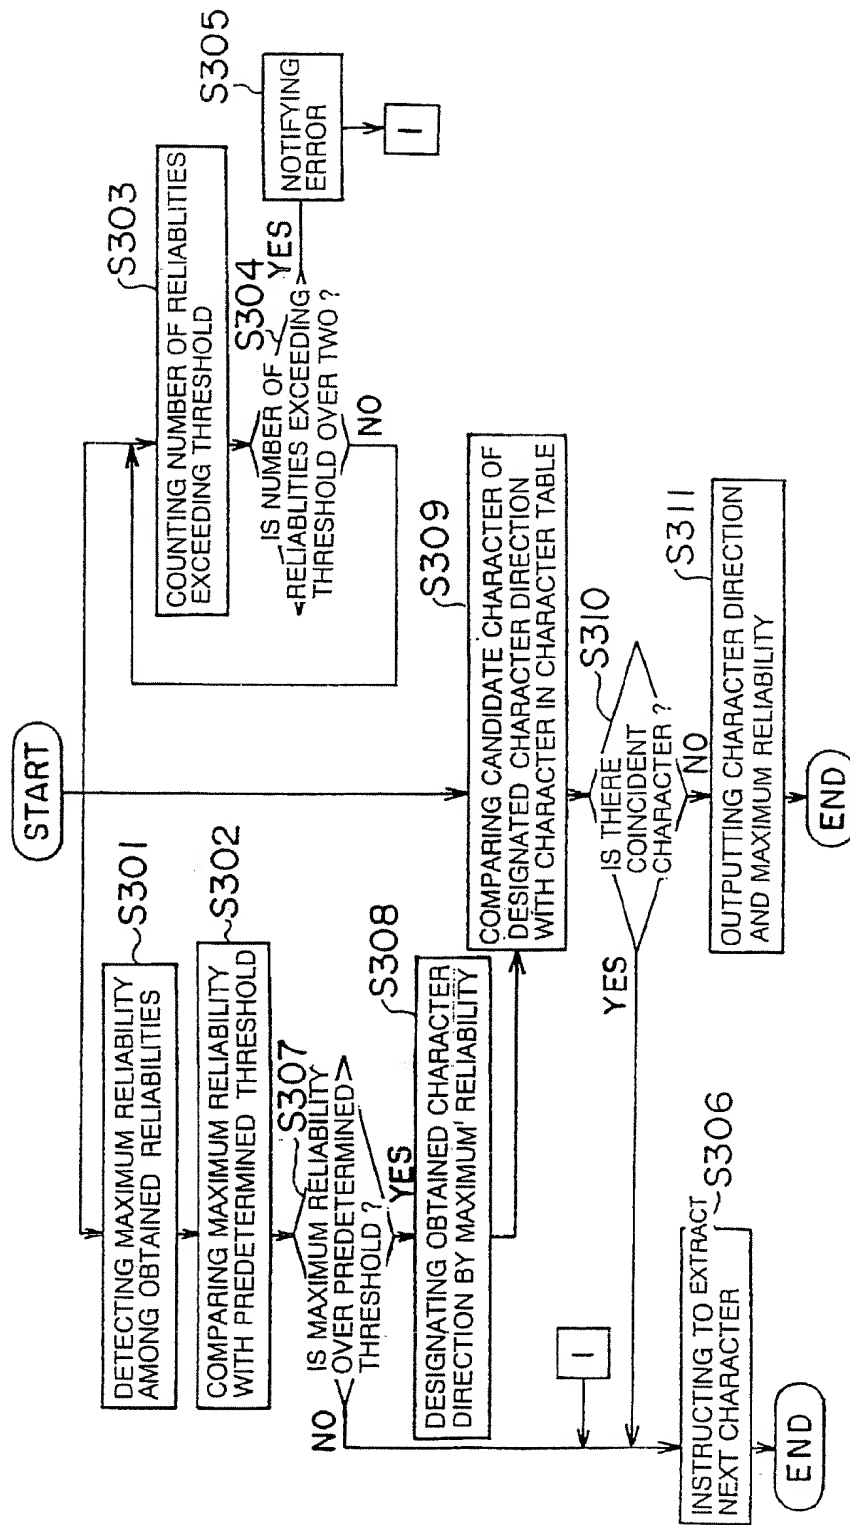 START
DETECTING MAXIMUM RELIABILITY
AMONG OBTAINED RELIABILITIES
S301
COMPARING MAXIMUM RELIABILITY
WITH PREDETERMINED THRESHOLD
S302
IS MAXIMUM RELIABILITY
OVER PREDETERMINED
THRESHOLD ?
S307
NO
YES
DESIGNATING OBTAINED CHARACTER
DIRECTION BY MAXIMUM' RELIABILITY
S308
COUNTING NUMBER OF RELIABLITIES
EXCEEDING THRESHOLD
S303
IS NUMBER OF
RELIABLITIES EXCEEDING
THRESHOLD OVER TWO ?
S304
YES
NO
NOTIFYING
ERROR
S305
I
COMPARING CANDIDATE CHARACTER OF
DESIGNATED CHARACTER DIRECTION
WITH CHARACTER IN CHARACTER TABLE
S309
IS THERE
COINCIDENT
CHARACTER ?
S310
YES
NO
I
INSTRUCTING TO EXTRACT
NEXT CHARACTER
S306
END
OUTPUTTING CHARACTER DIRECTION
AND MAXIMUM RELIABILITY
S311
END